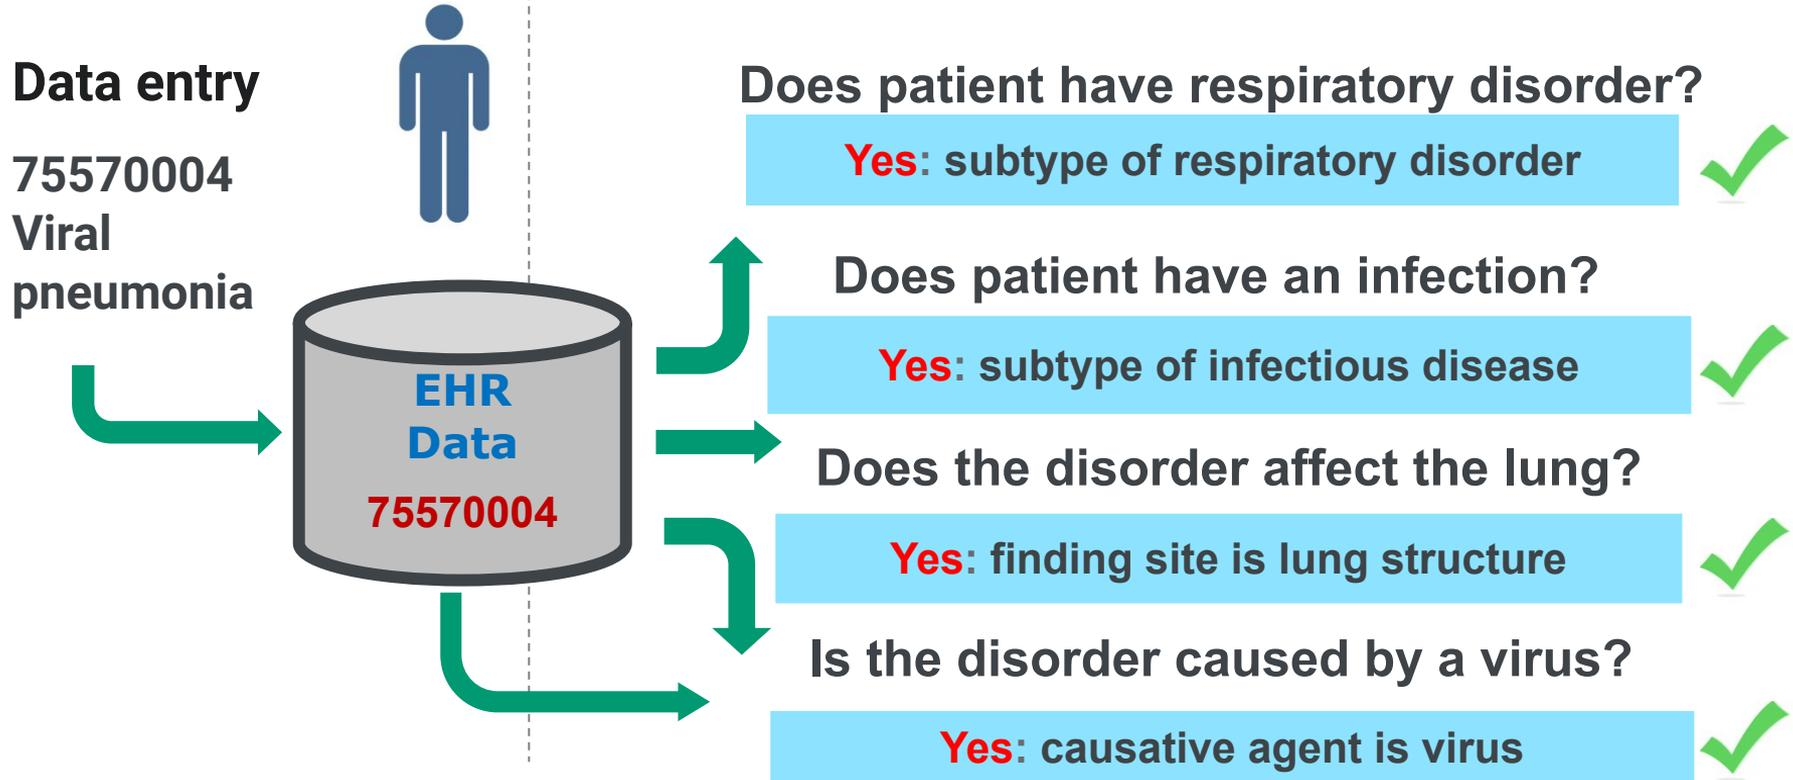 Data entry
75570004
Viral
pneumonia
EHR
Data
75570004
Does patient have respiratory disorder?
Yes: subtype of respiratory disorder
Does patient have an infection?
Yes: subtype of infectious disease
Does the disorder affect the lung?
Yes: finding site is lung structure
Is the disorder caused by a virus?
Yes: causative agent is virus